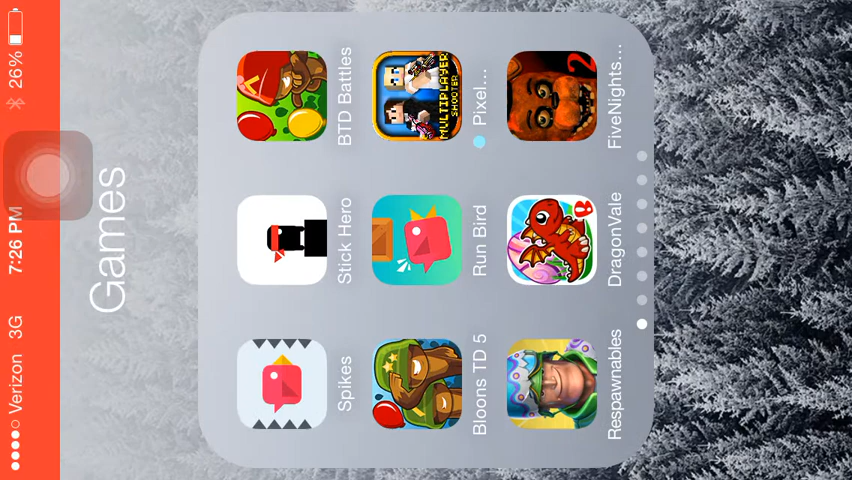 Verizon 3G 7:26 PM 26%
Games
Spikes Stick Hero BTD Battles
MULTIPLAYER
SHOOTER
Bloons TD 5 Run Bird Pixel...
2
B
Respawnables DragonVale FiveNights...